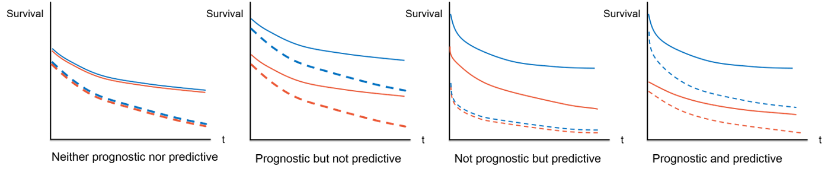 Survival
t
Neither prognostic nor predictive
Survival
t
Prognostic but not predictive
Survival
t
Not prognostic but predictive
Survival
t
Prognostic and predictive